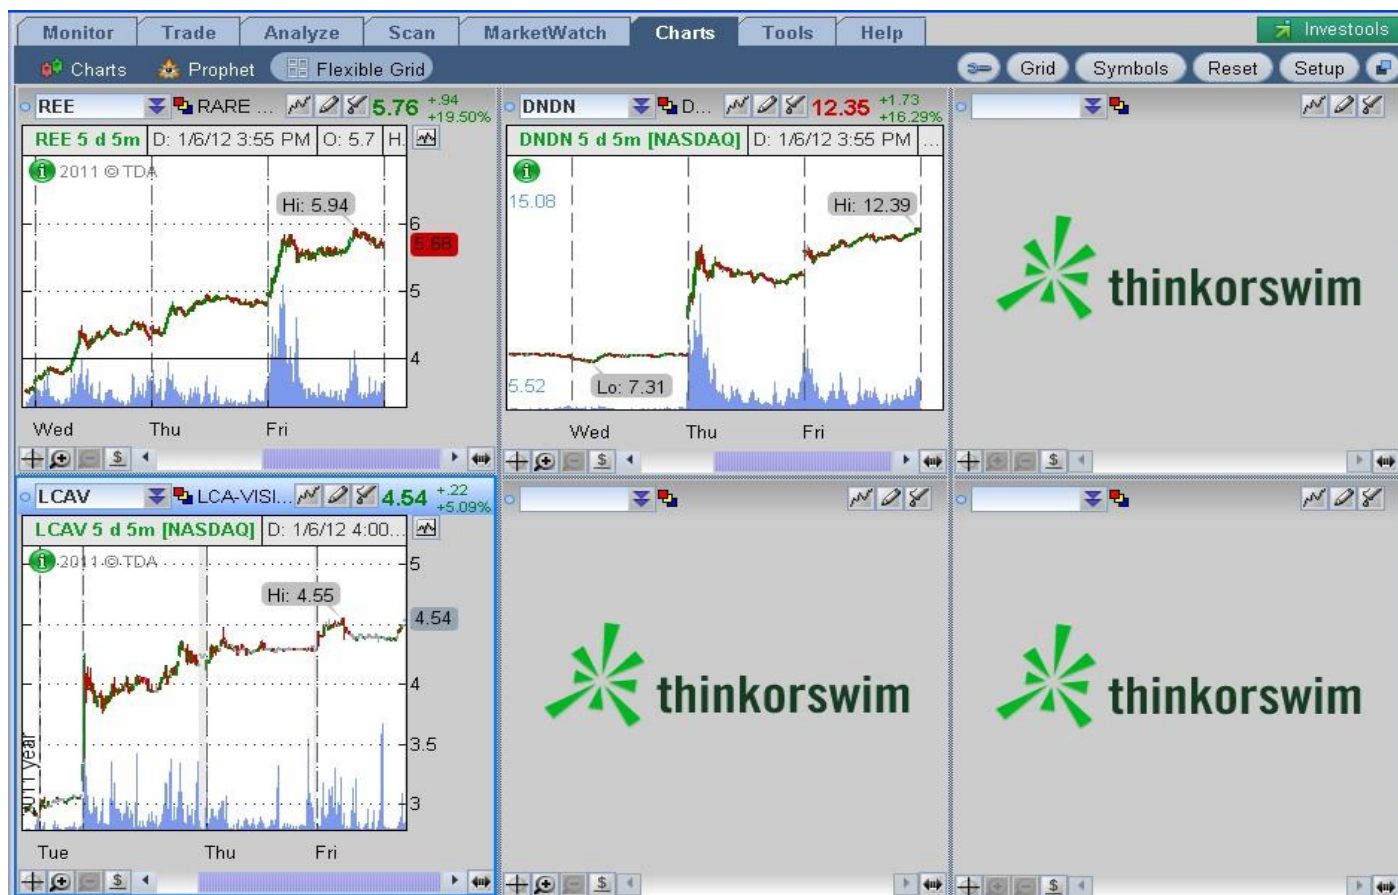 Monitor Trade Analyze Scan MarketWatch Charts Tools Help Investools
Charts Prophet Flexible Grid Grid Symbols Reset Setup
REE RARE ... 5.76 +.94 +19.50%
REE 5 d 5m D: 1/6/12 3:55 PM O: 5.7 H.
2011 © TDA
Hi: 5.94
6
5.68
5
4
Wed Thu Fri
$
DNDN D... 12.35 +1.73 +16.29%
DNDN 5 d 5m [NASDAQ] D: 1/6/12 3:55 PM ...
15.08
Hi: 12.39
5.52
Lo: 7.31
Wed Thu Fri
$
thinkorswim
$
LCAV LCA-VISI... 4.54 +.22 +5.09%
LCAV 5 d 5m [NASDAQ] D: 1/6/12 4:00...
2011 © TDA
5
Hi: 4.55
4.54
4
3.5
3
2011 year
Tue Thu Fri
$
thinkorswim
$
thinkorswim
$